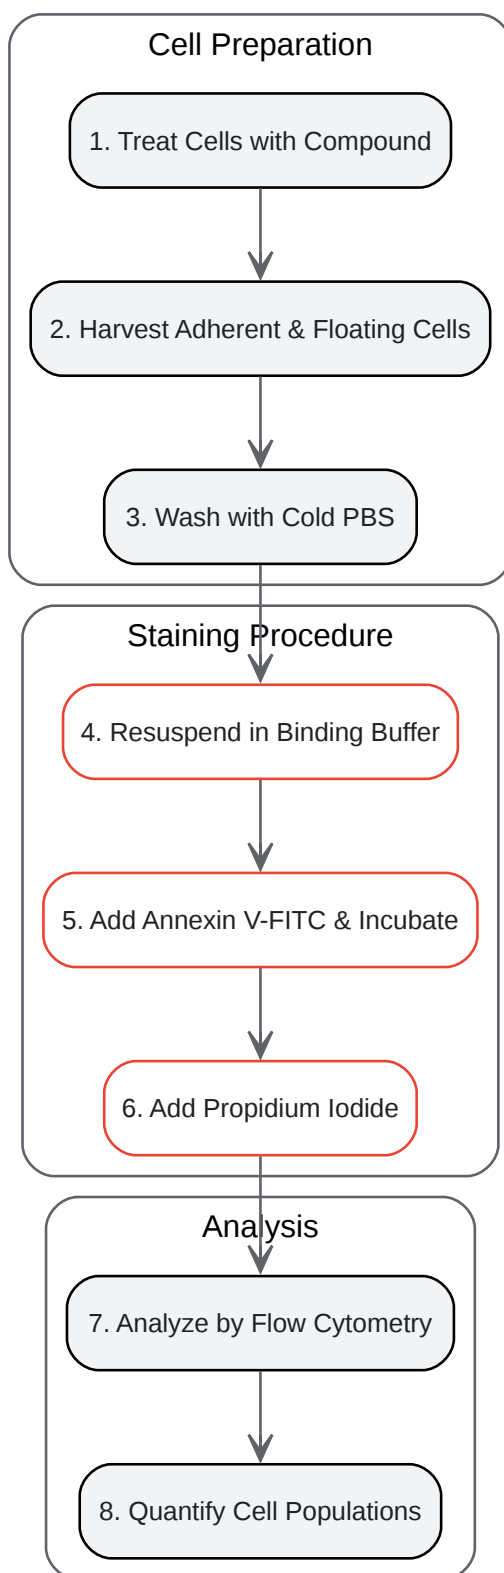 Cell Preparation
1. Treat Cells with Compound
2. Harvest Adherent & Floating Cells
3. Wash with Cold PBS
Staining Procedure
4. Resuspend in Binding Buffer
5. Add Annexin V-FITC & Incubate
6. Add Propidium Iodide
Analysis
7. Analyze by Flow Cytometry
8. Quantify Cell Populations